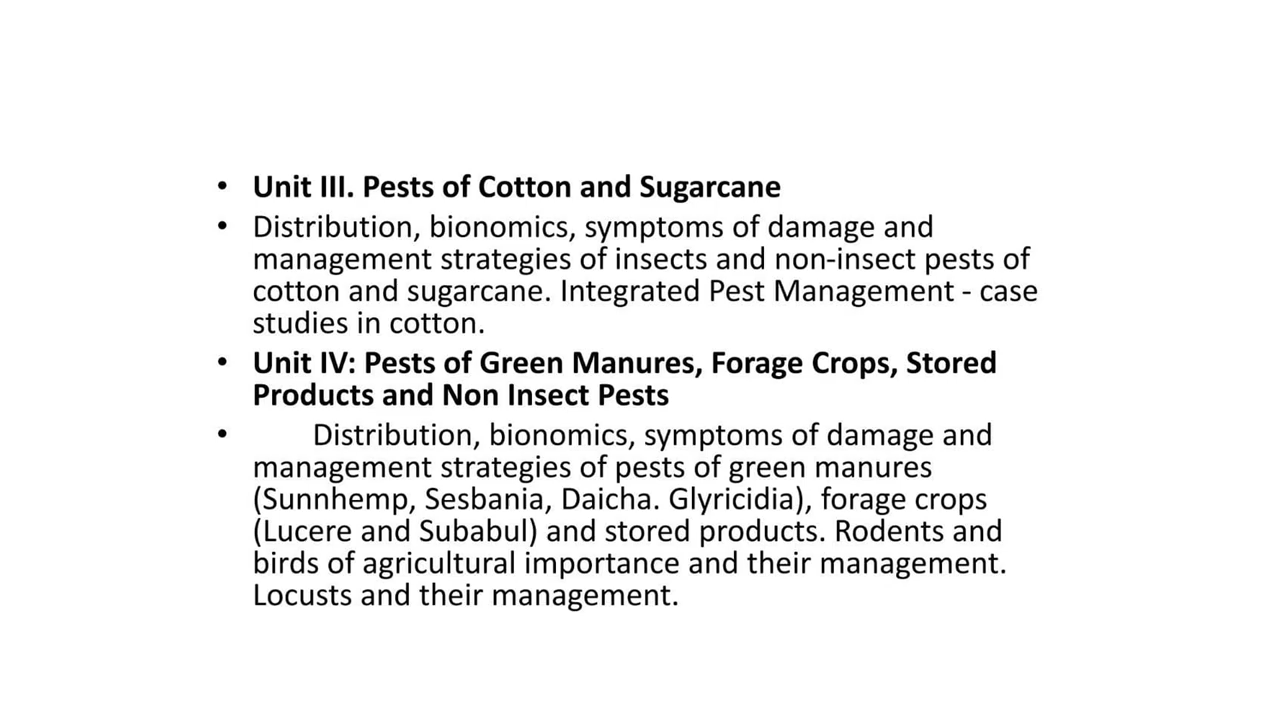 • Unit III. Pests of Cotton and Sugarcane
• Distribution, bionomics, symptoms of damage and
management strategies of insects and non-insect pests of
cotton and sugarcane. Integrated Pest Management - case
studies in cotton.
• Unit IV: Pests of Green Manures, Forage Crops, Stored
Products and Non Insect Pests
• Distribution, bionomics, symptoms of damage and
management strategies of pests of green manures
(Sunnhemp, Sesbania, Daicha. Glyricidia), forage crops
(Lucere and Subabul) and stored products. Rodents and
birds of agricultural importance and their management.
Locusts and their management.